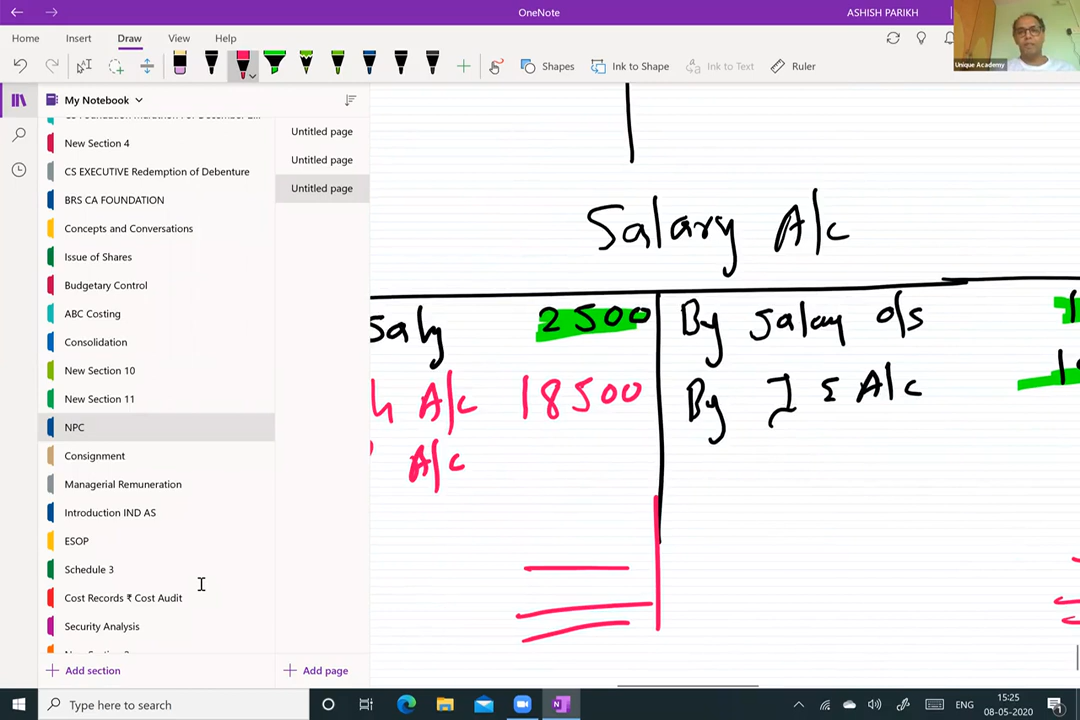 OneNote
ASHISH PARIKH
Home
Insert
Draw
View
Help
Shapes
Ink to Shape
Ink to Text
Ruler
Unique Academy
My Notebook
New Section 4
CS EXECUTIVE Redemption of Debenture
BRS CA FOUNDATION
Concepts and Conversations
Issue of Shares
Budgetary Control
ABC Costing
Consolidation
New Section 10
New Section 11
NPC
Consignment
Managerial Remuneration
Introduction IND AS
ESOP
Schedule 3
Cost Records ₹ Cost Audit
Security Analysis
Add section
Untitled page
Untitled page
Untitled page
Add page
Salary A/c
2500 By salary o/s
A/c 18500 By I & A/c
A/c
Type here to search
ENG
15:25
08-05-2020
1